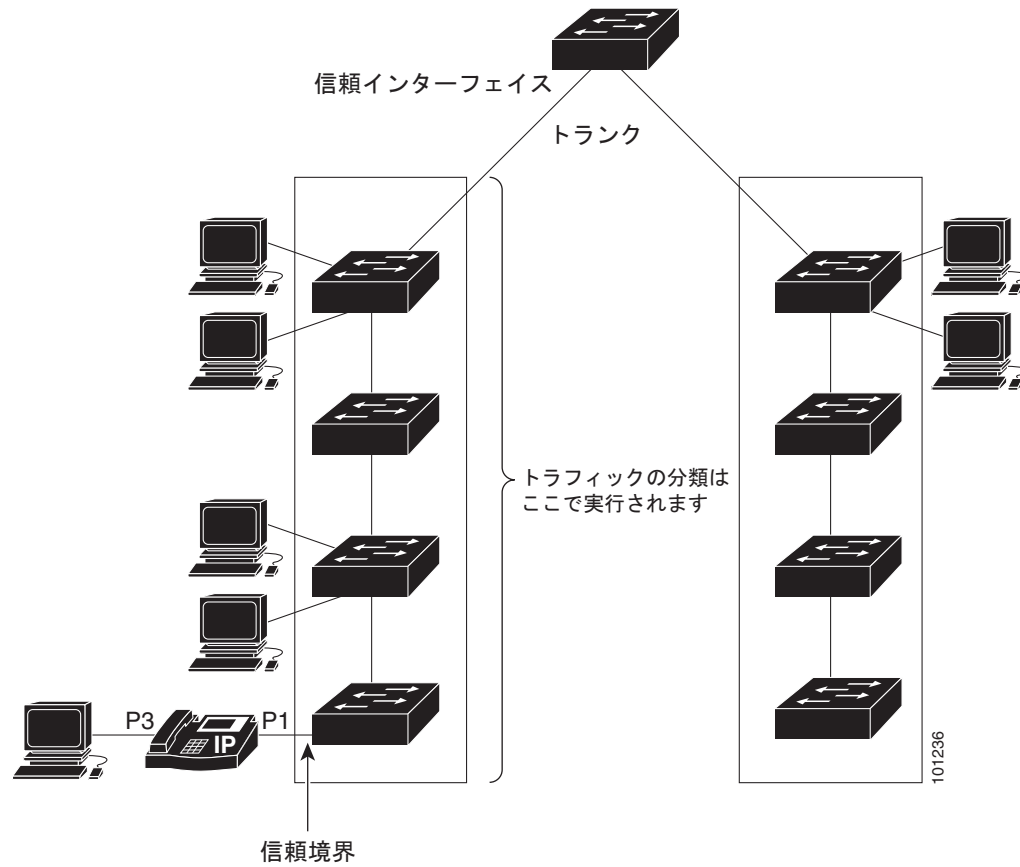 信頼インターフェイス
トランク
トラフィックの分類は
ここで実行されます
P3
IP
P1
101236
信頼境界